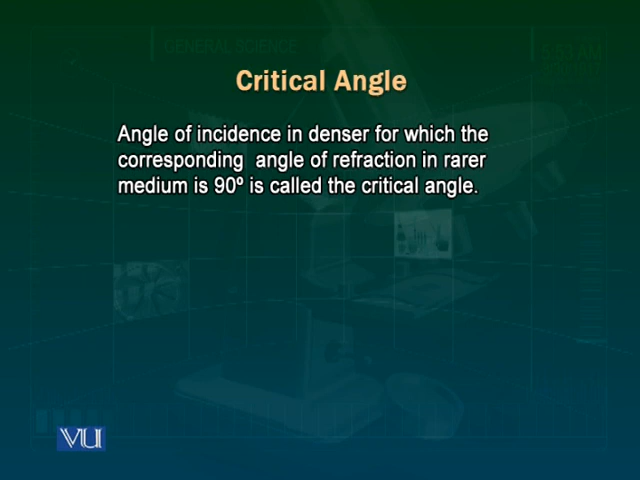 GENERAL SCIENCE
Critical Angle
Angle of incidence in denser for which the
corresponding angle of refraction in rarer
medium is 90º is called the critical angle.
VU